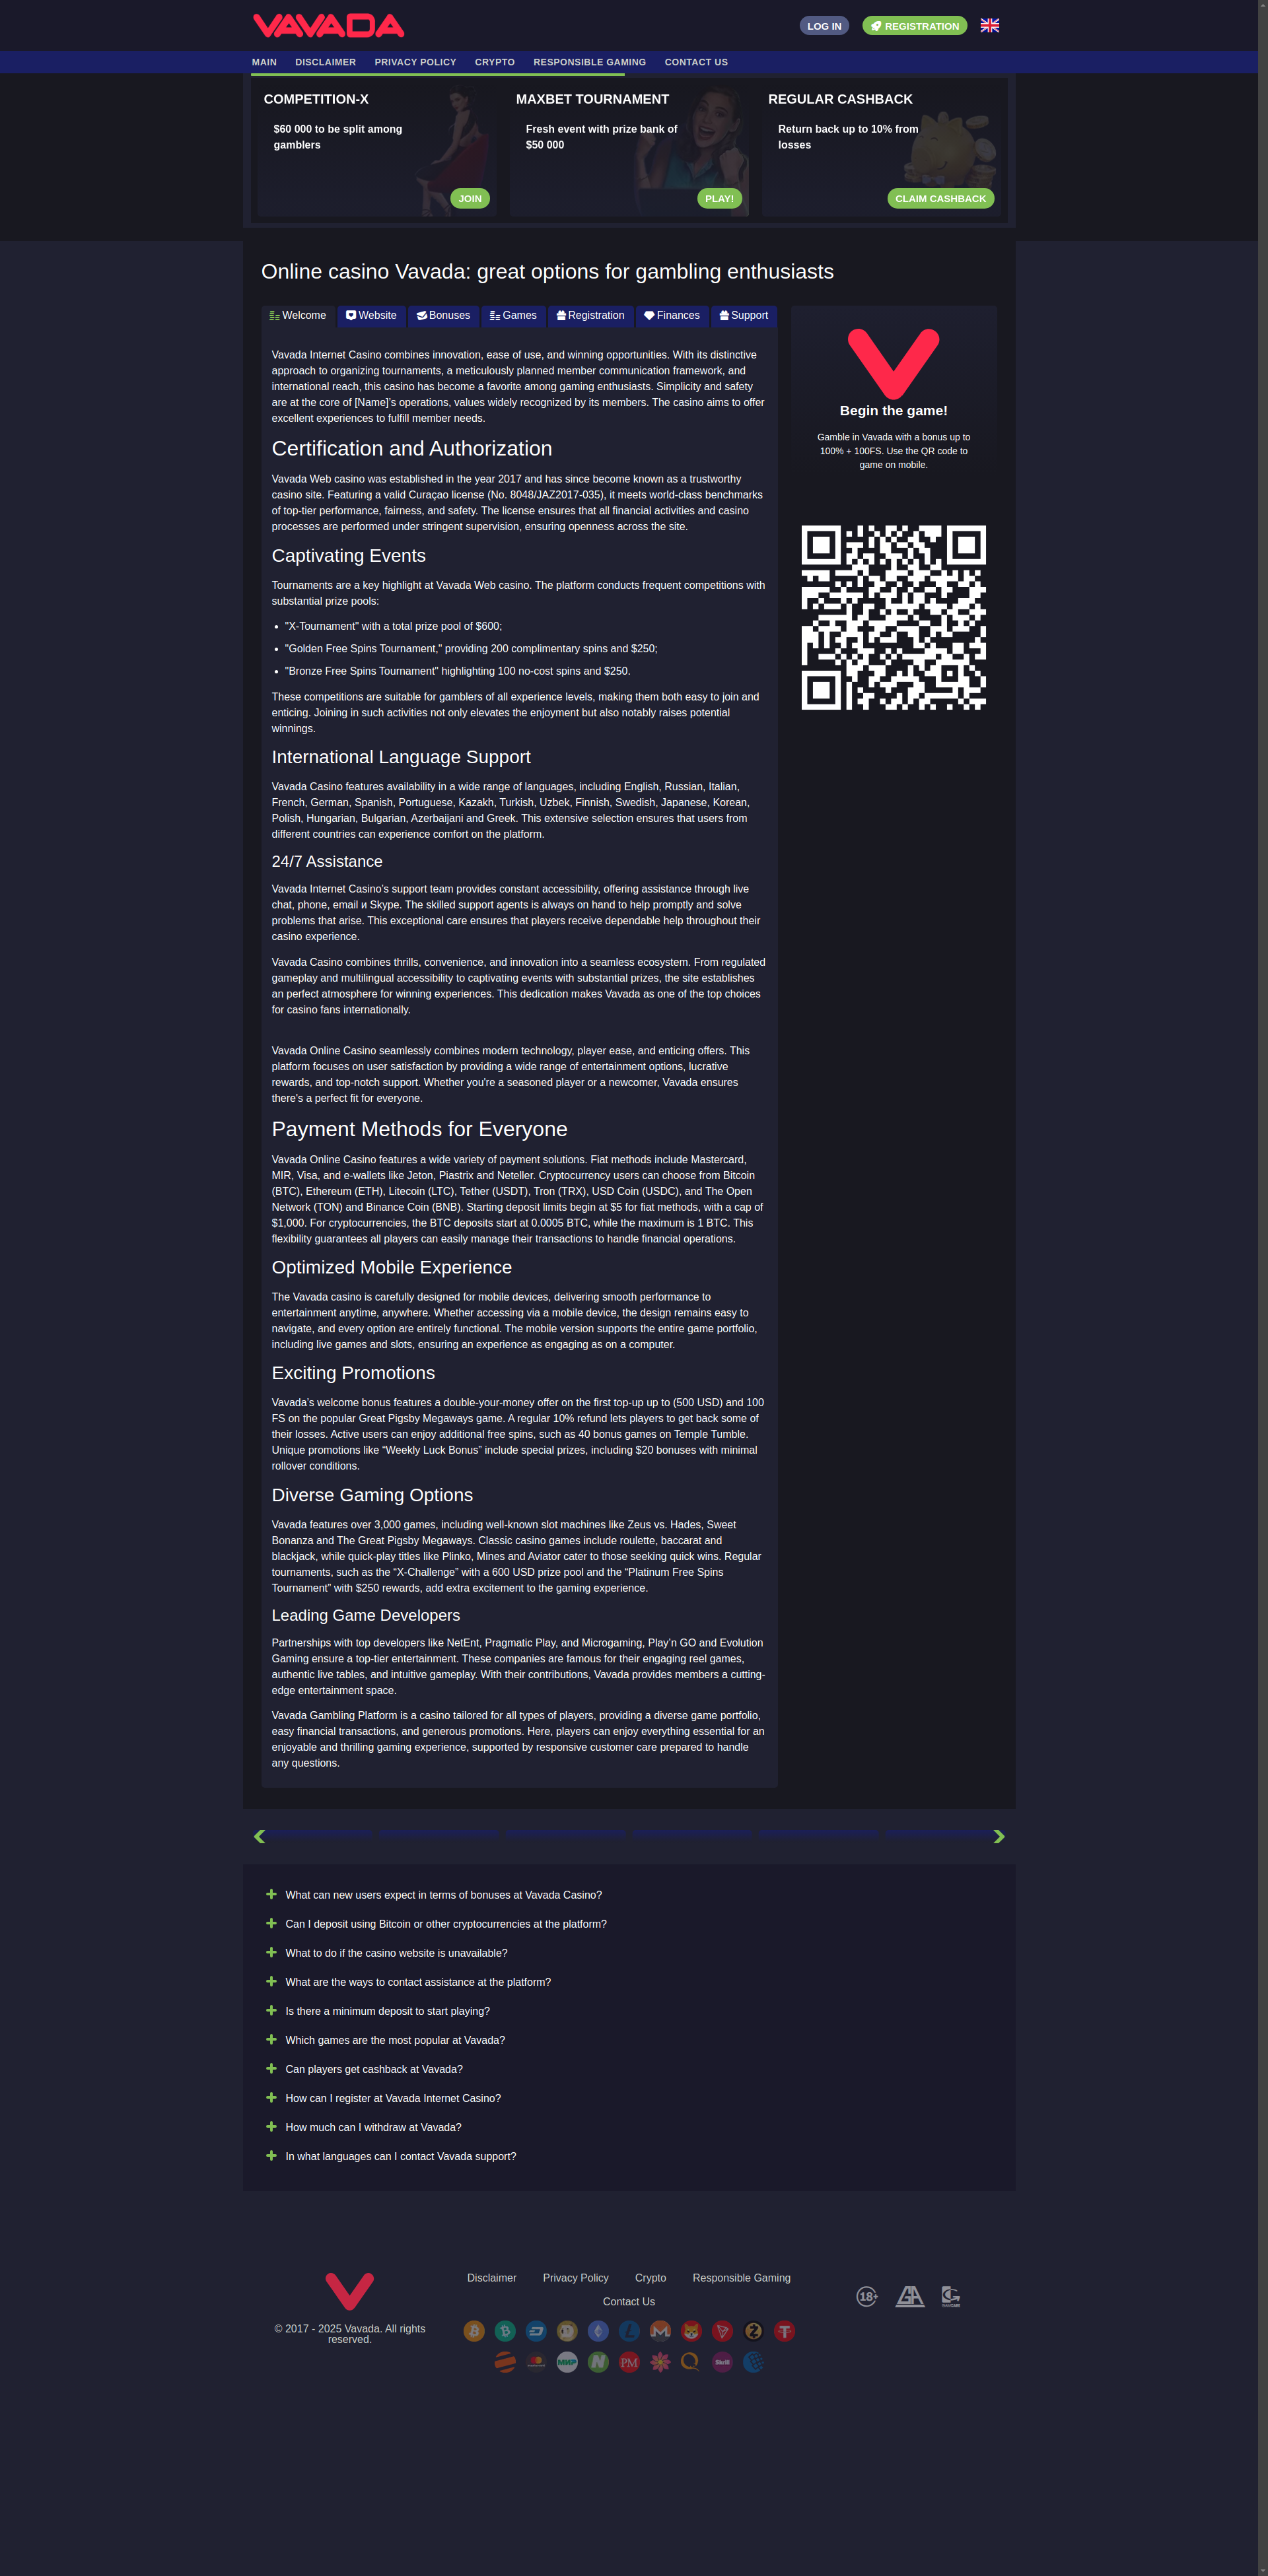 VAVADA
LOG IN
REGISTRATION
MAIN
DISCLAIMER
PRIVACY POLICY
CRYPTO
RESPONSIBLE GAMING
CONTACT US
COMPETITION-X
$60 000 to be split among
gamblers
JOIN
MAXBET TOURNAMENT
Fresh event with prize bank of
$50 000
PLAY!
REGULAR CASHBACK
Return back up to 10% from
losses
CLAIM CASHBACK
Online casino Vavada: great options for gambling enthusiasts
Welcome
Website
Bonuses
Games
Registration
Finances
Support
Vavada Internet Casino combines innovation, ease of use, and winning opportunities. With its distinctive
approach to organizing tournaments, a meticulously planned member communication framework, and
international reach, this casino has become a favorite among gaming enthusiasts. Simplicity and safety
are at the core of [Name]'s operations, values widely recognized by its members. The casino aims to offer
excellent experiences to fulfill member needs.
Certification and Authorization
Vavada Web casino was established in the year 2017 and has since become known as a trustworthy
casino site. Featuring a valid Curaçao license (No. 8048/JAZ2017-035), it meets world-class benchmarks
of top-tier performance, fairness, and safety. The license ensures that all financial activities and casino
processes are performed under stringent supervision, ensuring openness across the site.
Captivating Events
Tournaments are a key highlight at Vavada Web casino. The platform conducts frequent competitions with
substantial prize pools:
• "X-Tournament" with a total prize pool of $600;
• "Golden Free Spins Tournament," providing 200 complimentary spins and $250;
• "Bronze Free Spins Tournament" highlighting 100 no-cost spins and $250.
These competitions are suitable for gamblers of all experience levels, making them both easy to join and
enticing. Joining in such activities not only elevates the enjoyment but also notably raises potential
winnings.
International Language Support
Vavada Casino features availability in a wide range of languages, including English, Russian, Italian,
French, German, Spanish, Portuguese, Kazakh, Turkish, Uzbek, Finnish, Swedish, Japanese, Korean,
Polish, Hungarian, Bulgarian, Azerbaijani and Greek. This extensive selection ensures that users from
different countries can experience comfort on the platform.
24/7 Assistance
Vavada Internet Casino's support team provides constant accessibility, offering assistance through live
chat, phone, email и Skype. The skilled support agents is always on hand to help promptly and solve
problems that arise. This exceptional care ensures that players receive dependable help throughout their
casino experience.
Vavada Casino combines thrills, convenience, and innovation into a seamless ecosystem. From regulated
gameplay and multilingual accessibility to captivating events with substantial prizes, the site establishes
an perfect atmosphere for winning experiences. This dedication makes Vavada as one of the top choices
for casino fans internationally.
Vavada Online Casino seamlessly combines modern technology, player ease, and enticing offers. This
platform focuses on user satisfaction by providing a wide range of entertainment options, lucrative
rewards, and top-notch support. Whether you're a seasoned player or a newcomer, Vavada ensures
there's a perfect fit for everyone.
Payment Methods for Everyone
Vavada Online Casino features a wide variety of payment solutions. Fiat methods include Mastercard,
MIR, Visa, and e-wallets like Jeton, Piastrix and Neteller. Cryptocurrency users can choose from Bitcoin
(BTC), Ethereum (ETH), Litecoin (LTC), Tether (USDT), Tron (TRX), USD Coin (USDC), and The Open
Network (TON) and Binance Coin (BNB). Starting deposit limits begin at $5 for fiat methods, with a cap of
$1,000. For cryptocurrencies, the BTC deposits start at 0.0005 BTC, while the maximum is 1 BTC. This
flexibility guarantees all players can easily manage their transactions to handle financial operations.
Optimized Mobile Experience
The Vavada casino is carefully designed for mobile devices, delivering smooth performance to
entertainment anytime, anywhere. Whether accessing via a mobile device, the design remains easy to
navigate, and every option are entirely functional. The mobile version supports the entire game portfolio,
including live games and slots, ensuring an experience as engaging as on a computer.
Exciting Promotions
Vavada's welcome bonus features a double-your-money offer on the first top-up up to (500 USD) and 100
FS on the popular Great Pigsby Megaways game. A regular 10% refund lets players to get back some of
their losses. Active users can enjoy additional free spins, such as 40 bonus games on Temple Tumble.
Unique promotions like “Weekly Luck Bonus” include special prizes, including $20 bonuses with minimal
rollover conditions.
Diverse Gaming Options
Vavada features over 3,000 games, including well-known slot machines like Zeus vs. Hades, Sweet
Bonanza and The Great Pigsby Megaways. Classic casino games include roulette, baccarat and
blackjack, while quick-play titles like Plinko, Mines and Aviator cater to those seeking quick wins. Regular
tournaments, such as the “X-Challenge” with a 600 USD prize pool and the “Platinum Free Spins
Tournament” with $250 rewards, add extra excitement to the gaming experience.
Leading Game Developers
Partnerships with top developers like NetEnt, Pragmatic Play, and Microgaming, Play’n GO and Evolution
Gaming ensure a top-tier entertainment. These companies are famous for their engaging reel games,
authentic live tables, and intuitive gameplay. With their contributions, Vavada provides members a cutting-
edge entertainment space.
Vavada Gambling Platform is a casino tailored for all types of players, providing a diverse game portfolio,
easy financial transactions, and generous promotions. Here, players can enjoy everything essential for an
enjoyable and thrilling gaming experience, supported by responsive customer care prepared to handle
any questions.
Begin the game!
Gamble in Vavada with a bonus up to
100% + 100FS. Use the QR code to
game on mobile.
What can new users expect in terms of bonuses at Vavada Casino?
Can I deposit using Bitcoin or other cryptocurrencies at the platform?
What to do if the casino website is unavailable?
What are the ways to contact assistance at the platform?
Is there a minimum deposit to start playing?
Which games are the most popular at Vavada?
Can players get cashback at Vavada?
How can I register at Vavada Internet Casino?
How much can I withdraw at Vavada?
In what languages can I contact Vavada support?
© 2017 - 2025 Vavada. All rights
reserved.
Disclaimer
Privacy Policy
Crypto
Responsible Gaming
Contact Us
МИР
PM
Skrill
18+